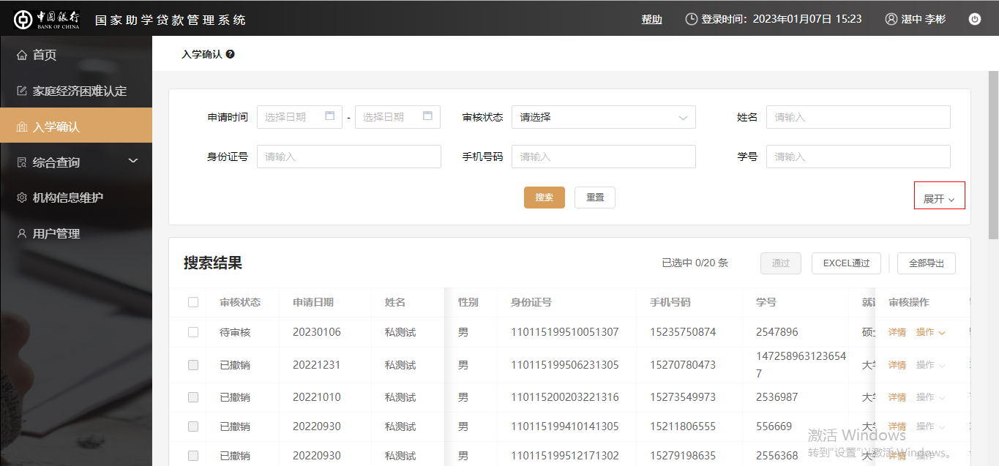 中国银行 BANK OF CHINA 国家助学贷款管理系统 帮助 登录时间：2023年01月07日 15:23 湛中 李彬
首页
家庭经济困难认定
入学确认
综合查询
机构信息维护
用户管理
入学确认
申请时间 选择日期 - 选择日期 审核状态 请选择 姓名 请输入
身份证号 请输入 手机号码 请输入 学号 请输入
搜索 重置 展开
搜索结果 已选中 0/20 条 通过 EXCEL通过 全部导出
审核状态 申请日期 姓名 性别 身份证号 手机号码 学号 审核操作
待审核 20230106 私测试 男 110115199510051307 15235750874 2547896 详情 操作
已撤销 20221231 私测试 男 110115199506231305 15270780473 147258963123654
7 大 详情 操作
已撤销 20221010 私测试 男 110115200203221316 15273549973 2536987 大 详情 操作
已撤销 20220930 私测试 男 110115199410141305 15211806555 556669 大 详情 操作
已撤销 20220930 私测试 男 110115199512171302 15279198635 2556368 大 详情 操作
激活 Windows
转到"设置"以激活 Windows。